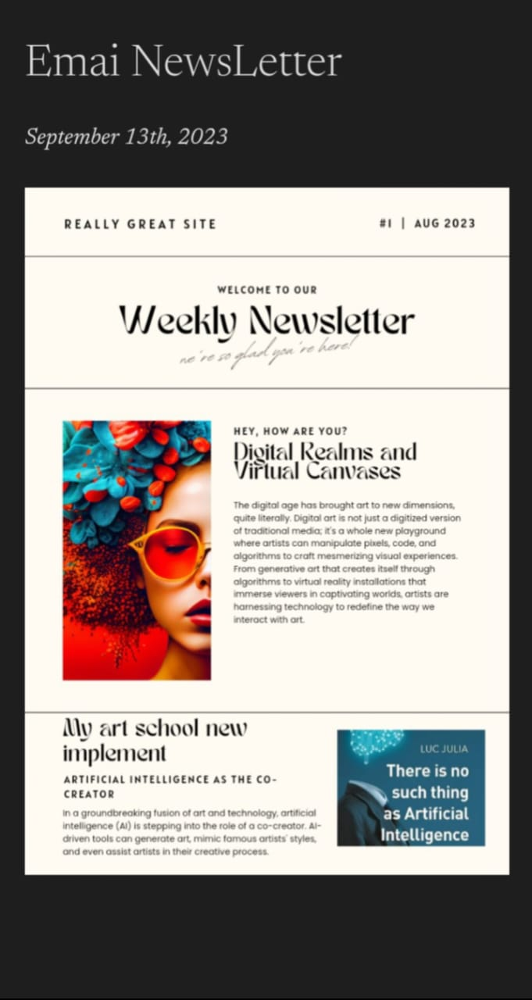 Emai NewsLetter
September 13th, 2023
REALLY GREAT SITE
#1 | AUG 2023
WELCOME TO OUR
Weekly Newsletter
we're so glad you're here!
HEY, HOW ARE YOU?
Digital Realms and
Virtual Canvases
The digital age has brought art to new dimensions,
quite literally. Digital art is not just a digitized version
of traditional media; it's a whole new playground
where artists can manipulate pixels, code, and
algorithms to craft mesmerizing visual experiences.
From generative art that creates itself through
algorithms to virtual reality installations that
immerse viewers in captivating worlds, artists are
harnessing technology to redefine the way we
interact with art.
My art school new
implement
ARTIFICIAL INTELLIGENCE AS THE CO-
CREATOR
In a groundbreaking fusion of art and technology, artificial
intelligence (AI) is stepping into the role of a co-creator. AI-
driven tools can generate art, mimic famous artists' styles,
and even assist artists in their creative process.
LUC JULIA
There is no
such thing
as Artificial
Intelligence